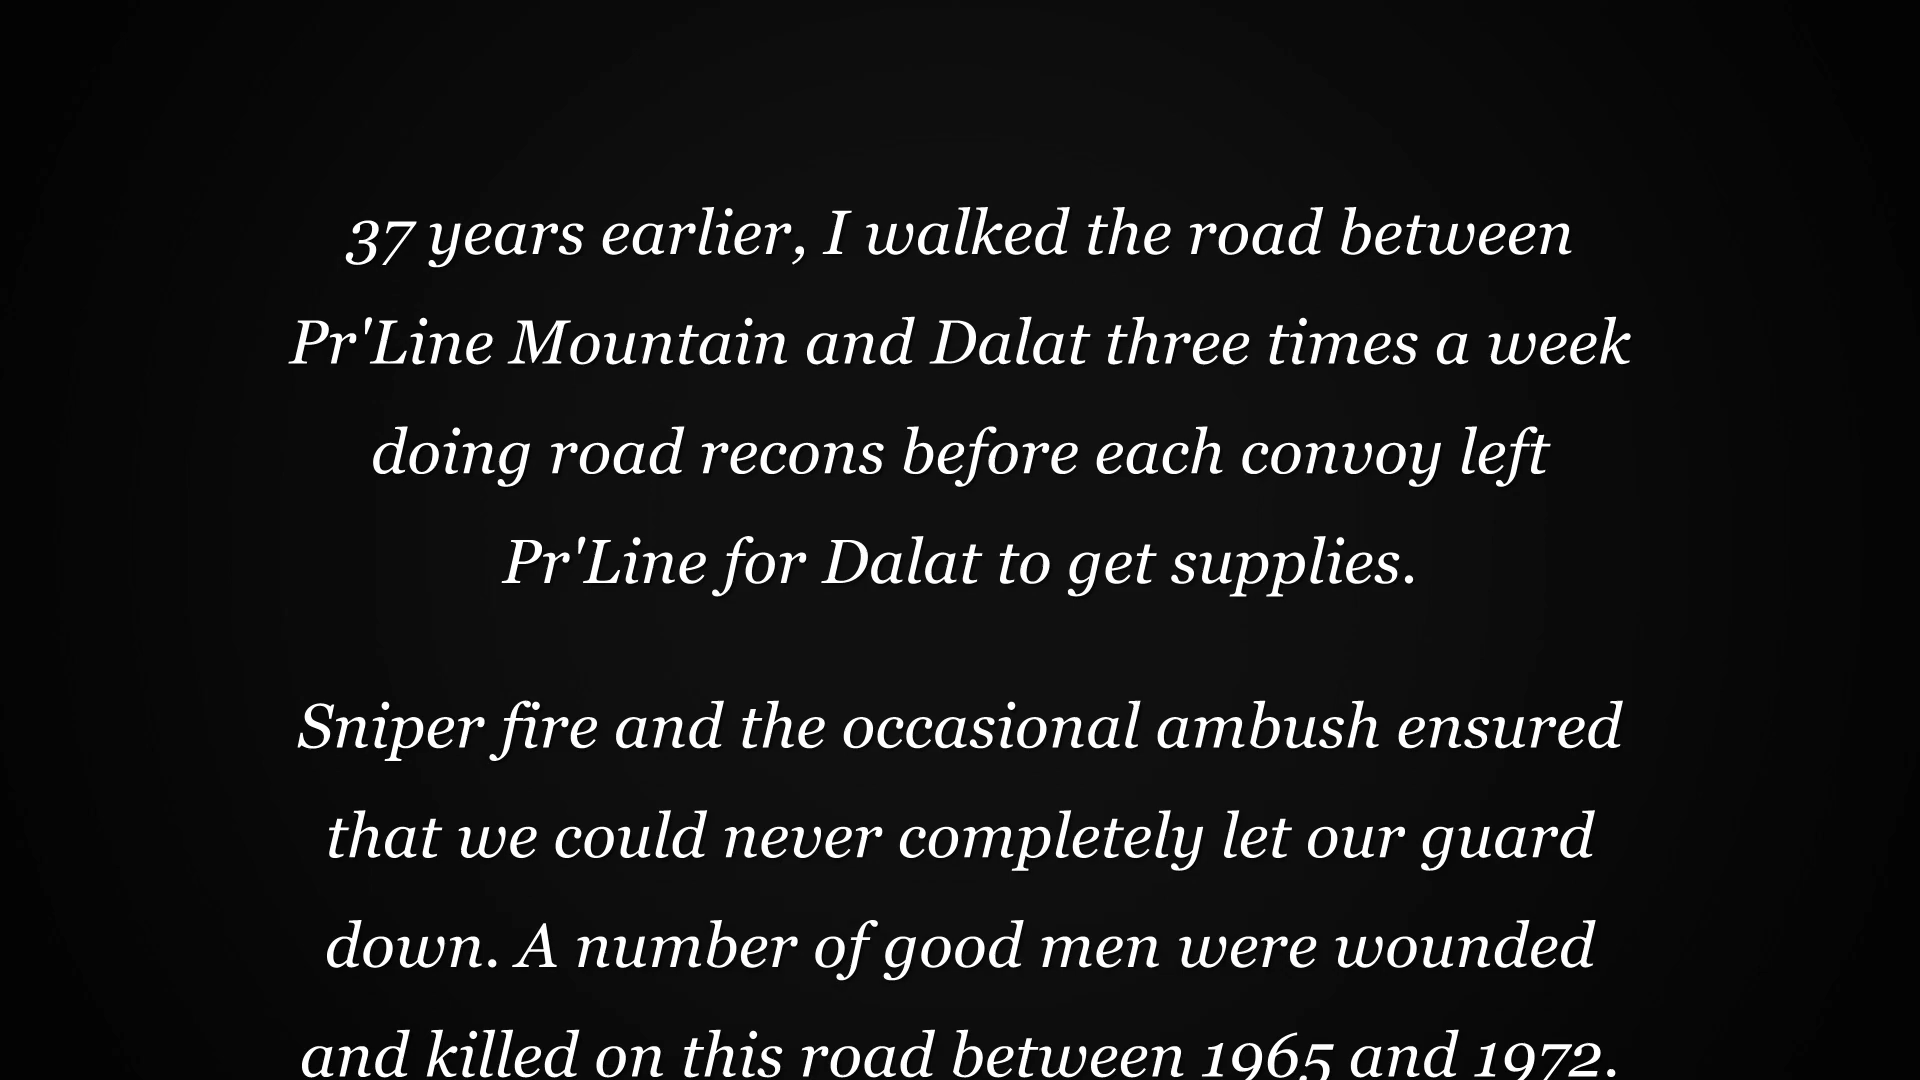 37 years earlier, I walked the road between
Pr'Line Mountain and Dalat three times a week
doing road recons before each convoy left
Pr'Line for Dalat to get supplies.
Sniper fire and the occasional ambush ensured
that we could never completely let our guard
down. A number of good men were wounded
and killed on this road between 1965 and 1972.